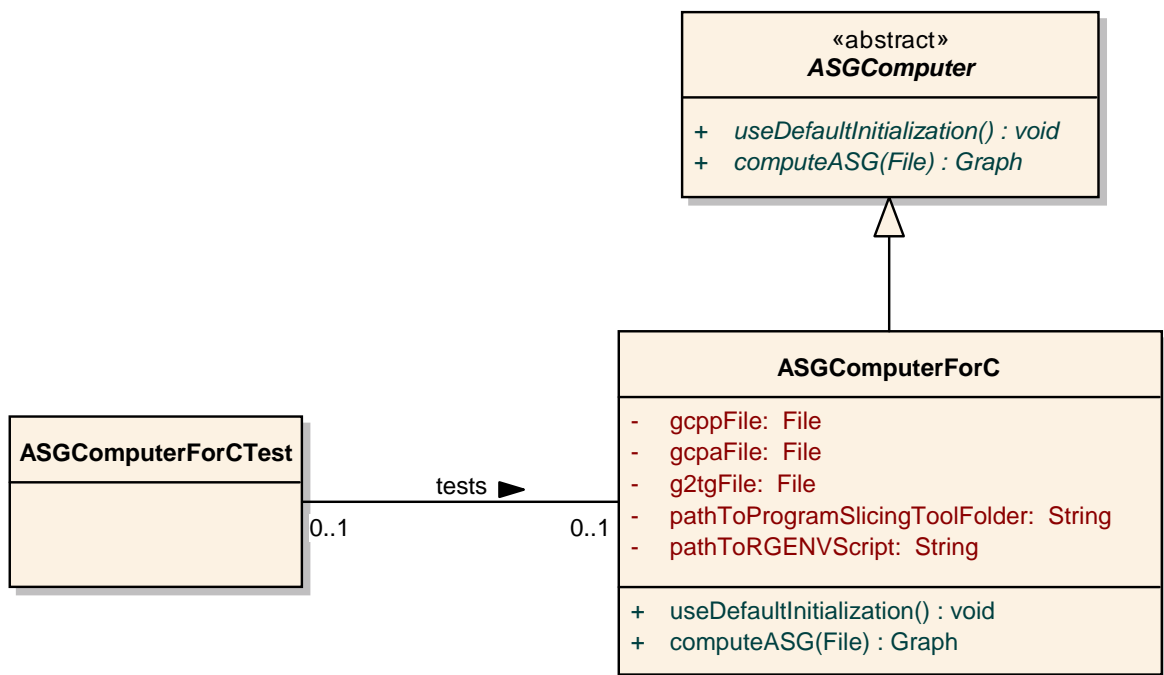 «abstract»
ASGComputer
+ useDefaultInitialization() : void
+ computeASG(File) : Graph
ASGComputerForC
- gcppFile: File
- gcpaFile: File
- g2tgFile: File
- pathToProgramSlicingToolFolder: String
- pathToRGENVScript: String
+ useDefaultInitialization() : void
+ computeASG(File) : Graph
ASGComputerForCTest
tests
0..1
0..1